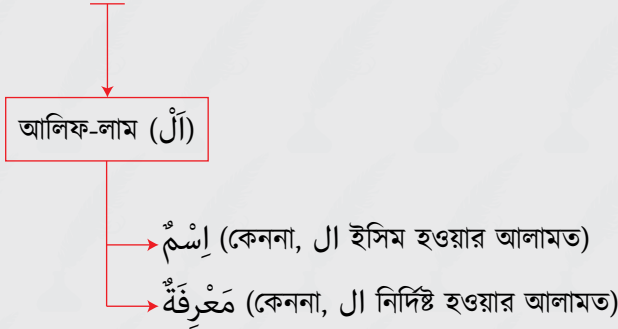 আলিফ-লাম (اَلْ)
اِسْمٌ (কেননা, ال ইসিম হওয়ার আলামত)
مَعْرِفَةٌ (কেননা, ال নির্দিষ্ট হওয়ার আলামত)